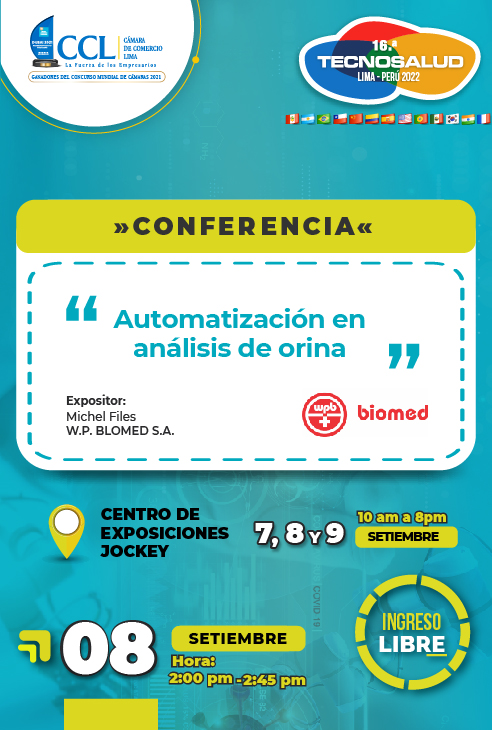 CCL
CÁMARA
DE COMERCIO
LIMA
La Fuerza de los Empresarios
GANADORES DEL CONCURSO MUNDIAL DE CÁMARAS 2021
16.ª
TECNOSALUD
LIMA - PERÚ 2022
»CONFERENCIA«
“Automatización en
análisis de orina”
Expositor:
Michel Files
W.P. BLOMED S.A.
wpb
biomed
CENTRO DE
EXPOSICIONES
JOCKEY
7, 8 Y 9
10 am a 8pm
SETIEMBRE
COVID 19
08
SETIEMBRE
Hora:
2:00 pm -2:45 pm
INGRESO
LIBRE